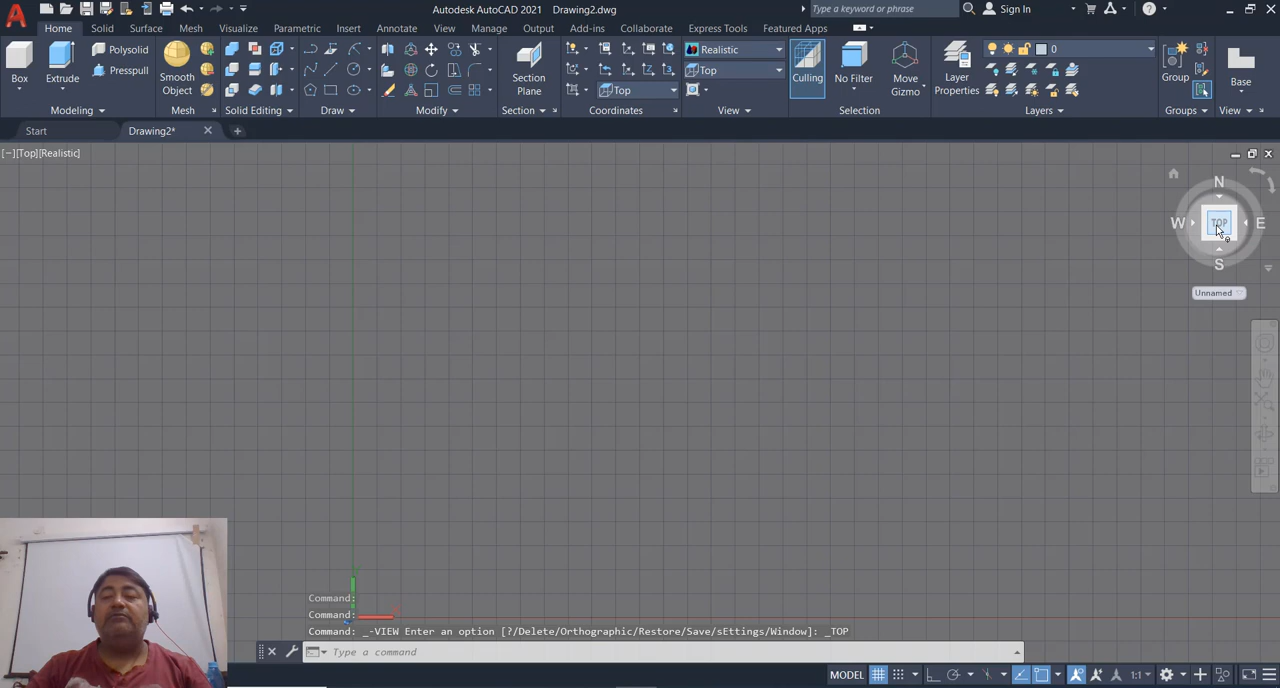 Autodesk AutoCAD 2021 Drawing2.dwg
Type a keyword or phrase
Sign In
Home Solid Surface Mesh Visualize Parametric Insert Annotate View Manage Output Add-ins Collaborate Express Tools Featured Apps
Box
Extrude
Polysolid
Presspull
Smooth
Object
Section
Plane
Realistic
Top
Top
Culling
No Filter
Move
Gizmo
Layer
Properties
0
Group
Base
Modeling Mesh Solid Editing Draw Modify Section Coordinates View Selection Layers Groups View
Start Drawing2*
[−][Top][Realistic]
N
W TOP E
S
Unnamed
Command:
Command:
Command: _-VIEW Enter an option [?/Delete/Orthographic/Restore/Save/sEttings/Window]: _TOP
Type a command
MODEL 1:1